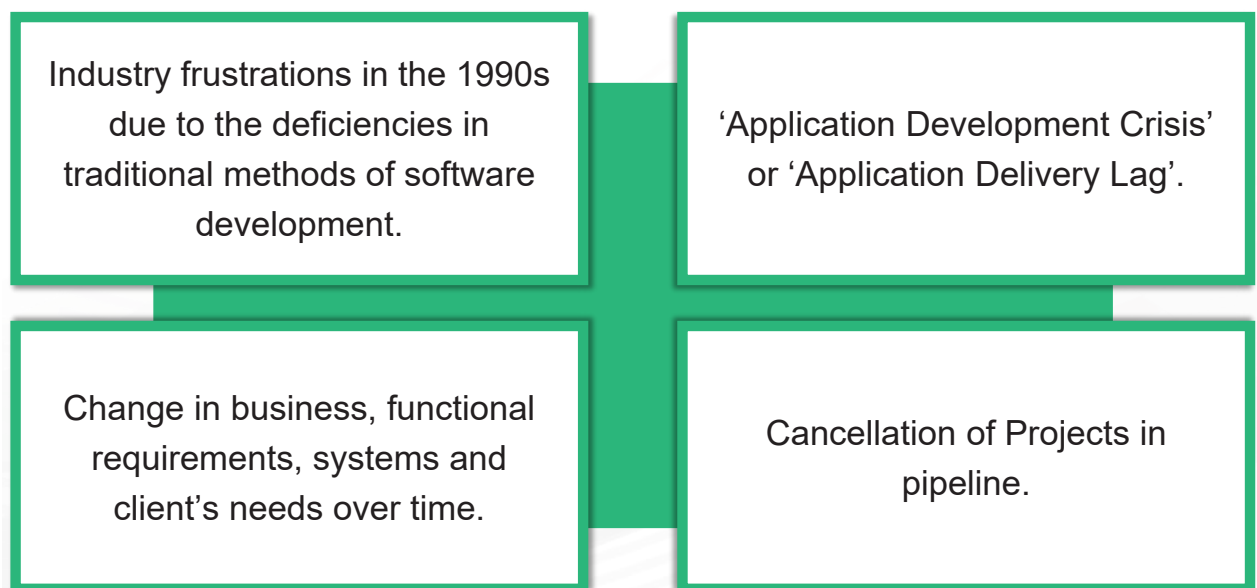 Industry frustrations in the 1990s
due to the deficiencies in
traditional methods of software
development.
‘Application Development Crisis’
or ‘Application Delivery Lag’.
Change in business, functional
requirements, systems and
client’s needs over time.
Cancellation of Projects in
pipeline.